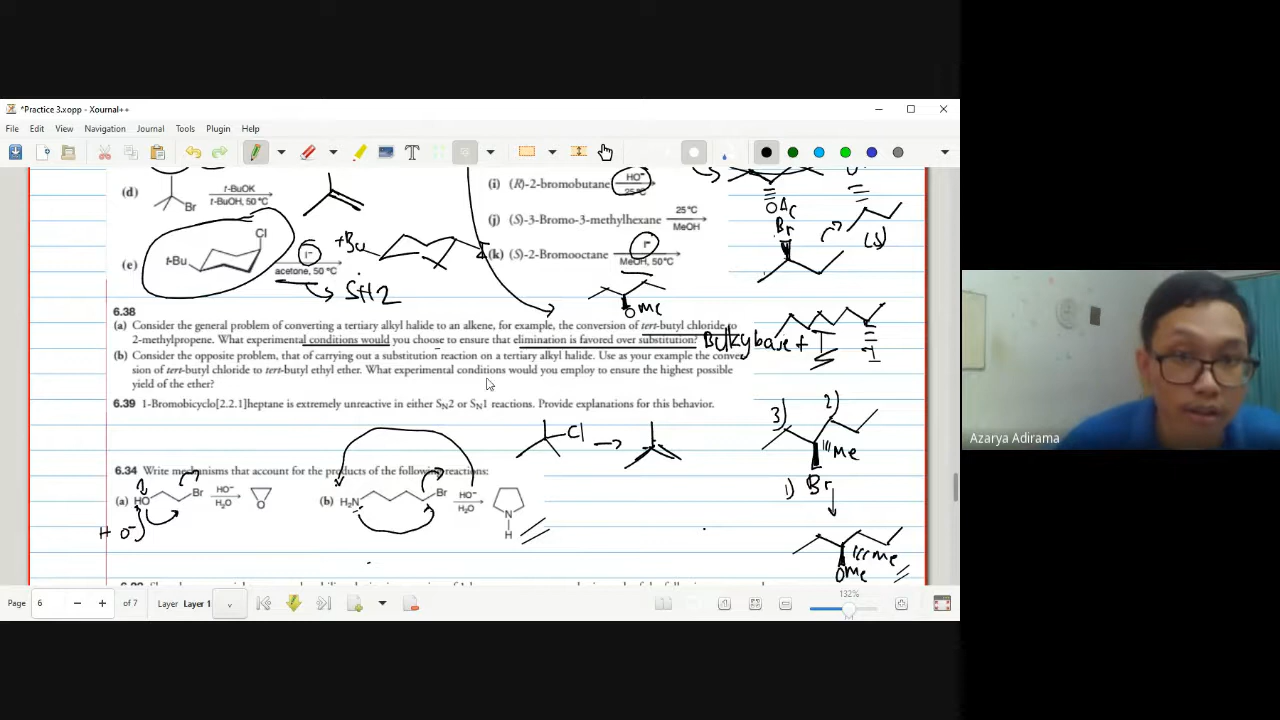 *Practice 3.xopp - Xournal++
File Edit View Navigation Journal Tools Plugin Help
(d) Br t-BuOK
t-BuOH, 50 °C
(i) (R)-2-bromobutane HO⁻
25 °C
OAc
(j) (S)-3-Bromo-3-methylhexane 25 °C
MeOH
Br (S)
(e) t-Bu Cl I⁻
acetone, 50 °C
+Bu I
(k) (S)-2-Bromooctane I⁻
MeOH, 50 °C
SN2
OMe
6.38
(a) Consider the general problem of converting a tertiary alkyl halide to an alkene, for example, the conversion of tert-butyl chloride to
2-methylpropene. What experimental conditions would you choose to ensure that elimination is favored over substitution?
Bulky base +
I
(b) Consider the opposite problem, that of carrying out a substitution reaction on a tertiary alkyl halide. Use as your example the conver-
sion of tert-butyl chloride to tert-butyl ethyl ether. What experimental conditions would you employ to ensure the highest possible
yield of the ether?
6.39 1-Bromobicyclo[2.2.1]heptane is extremely unreactive in either SN2 or SN1 reactions. Provide explanations for this behavior.
3) 2)
Cl
Me
1) Br
6.34 Write mechanisms that account for the products of the following reactions:
(a) HO Br HO⁻
H₂O
O
(b) H₂N Br HO⁻
H₂O
N
H
H O⁻
Me
OMe
Azarya Adirama
Page 6 of 7 Layer Layer 1 132%